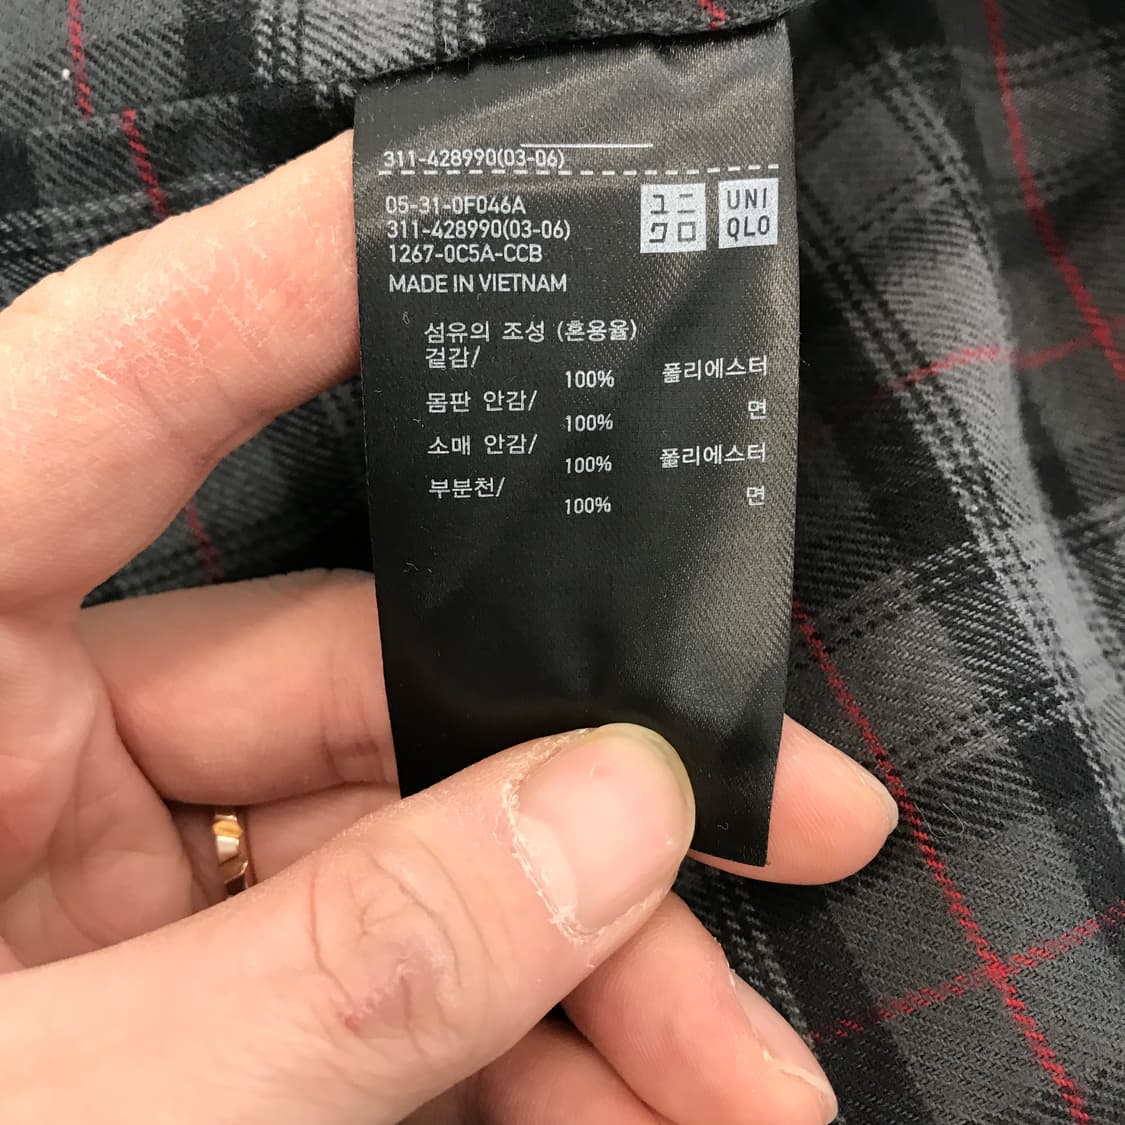 311-428990(03-06)
05-31-0F046A
311-428990(03-06)
1267-0C5A-CCB
MADE IN VIETNAM
ユニ
クロ
UNI
QLO
섬유의 조성 (혼용율)
겉감/
100% 폴리에스터
몸판 안감/
100% 면
소매 안감/
100% 폴리에스터
부분천/
100% 면